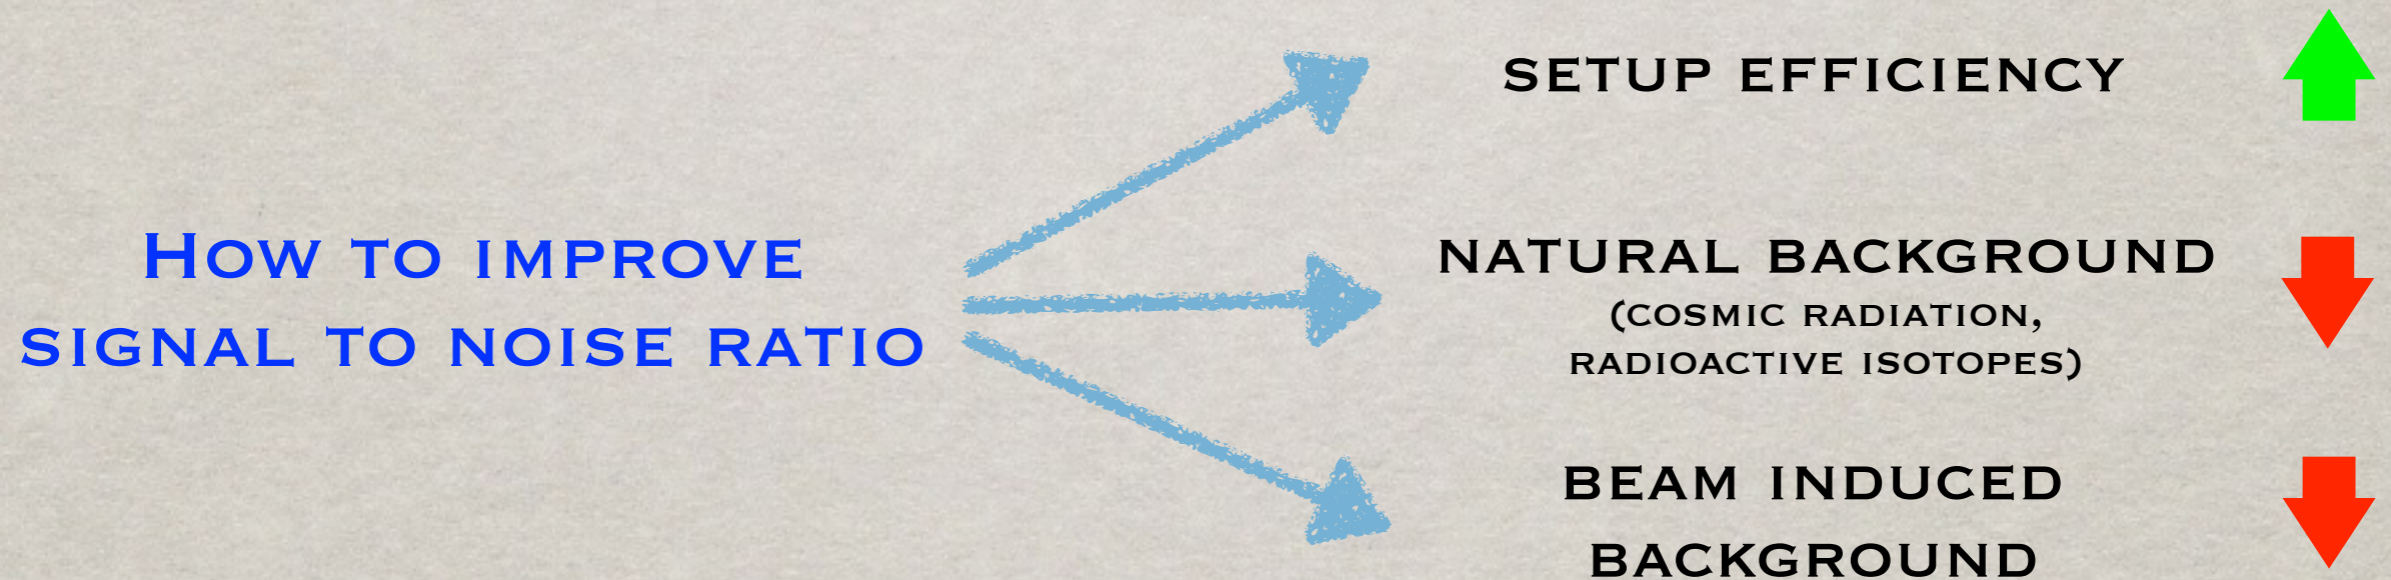 How to improve
signal to noise ratio
setup efficiency
natural background
(cosmic radiation,
radioactive isotopes)
beam induced
background